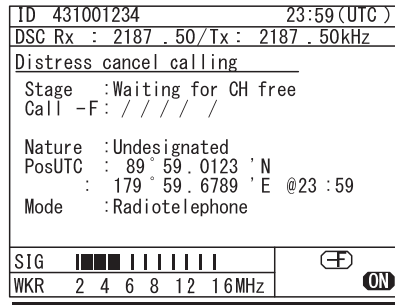 ID 431001234 23:59(UTC)
DSC Rx : 2187.50/Tx: 2187.50kHz
Distress cancel calling
Stage :Waiting for CH free
Call -F: / / / / /
Nature :Undesignated
PosUTC : 89°59.0123 'N
: 179°59.6789 'E @23:59
Mode :Radiotelephone
SIG
F
WKR 2 4 6 8 12 16MHz ON